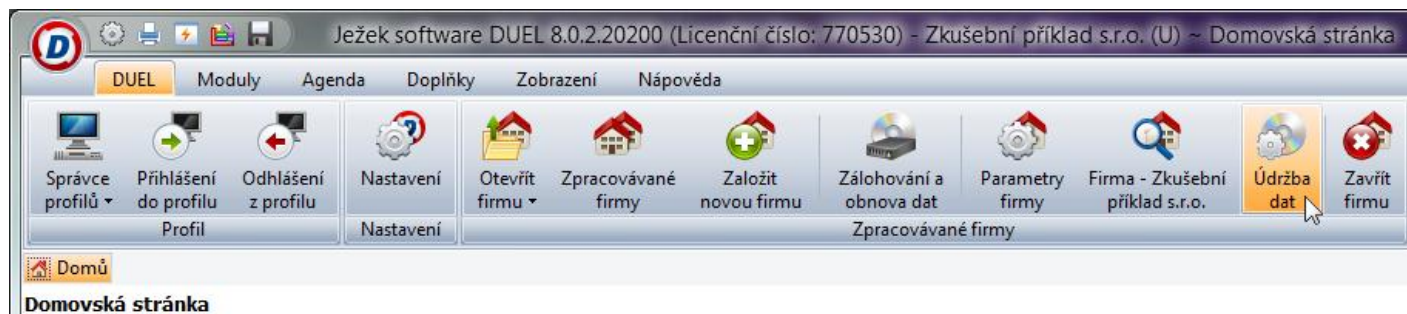 Ježek software DUEL 8.0.2.20200 (Licenční číslo: 770530) - Zkušební příklad s.r.o. (U) ~ Domovská stránka
DUEL Moduly Agenda Doplňky Zobrazení Nápověda
Správce profilů
Přihlášení do profilu
Odhlášení z profilu
Nastavení
Otevřít firmu
Zpracovávané firmy
Založit novou firmu
Zálohování a obnova dat
Parametry firmy
Firma - Zkušební příklad s.r.o.
Údržba dat
Zavřít firmu
Profil
Nastavení
Zpracovávané firmy
Domů
Domovská stránka